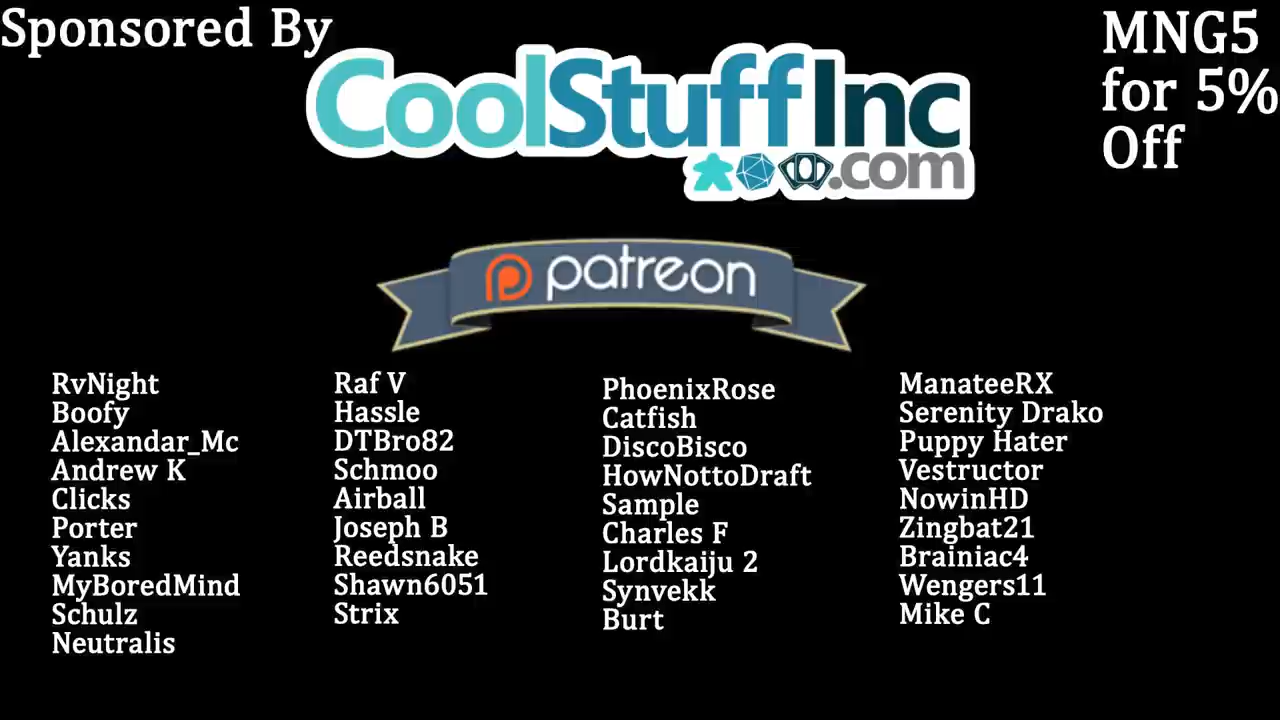 Sponsored By
CoolStuffInc
.com
MNG5
for 5%
Off
patreon
RvNight
Boofy
Alexandar_Mc
Andrew K
Clicks
Porter
Yanks
MyBoredMind
Schulz
Neutralis
Raf V
Hassle
DTBro82
Schmoo
Airball
Joseph B
Reedsnake
Shawn6051
Strix
PhoenixRose
Catfish
DiscoBisco
HowNottoDraft
Sample
Charles F
Lordkaiju 2
Synvekk
Burt
ManateeRX
Serenity Drako
Puppy Hater
Vestructor
NowinHD
Zingbat21
Brainiac4
Wengers11
Mike C